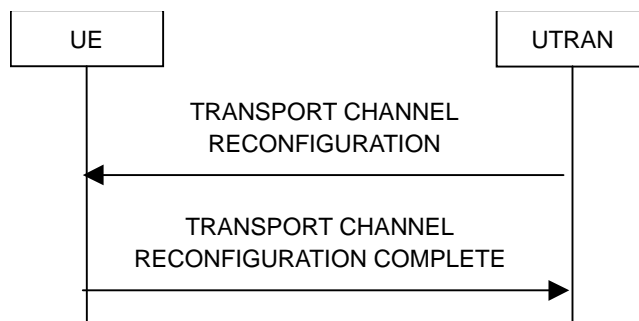 UE
UTRAN
TRANSPORT CHANNEL
RECONFIGURATION
TRANSPORT CHANNEL
RECONFIGURATION COMPLETE